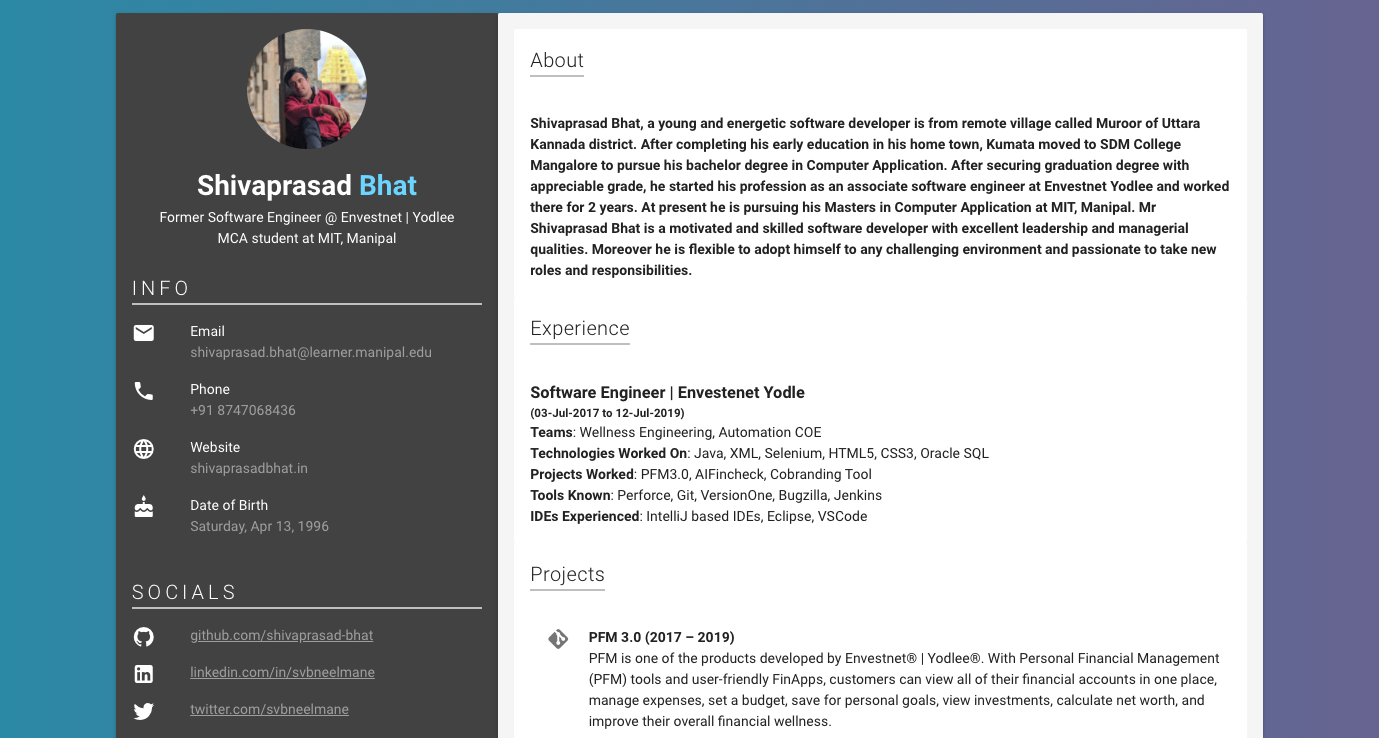 Shivaprasad Bhat
Former Software Engineer @ Envestnet | Yodlee
MCA student at MIT, Manipal
INFO
Email
shivaprasad.bhat@learner.manipal.edu
Phone
+91 8747068436
Website
shivaprasadbhat.in
Date of Birth
Saturday, Apr 13, 1996
SOCIALS
github.com/shivaprasad-bhat
linkedin.com/in/svbneelmane
twitter.com/svbneelmane
About
Shivaprasad Bhat, a young and energetic software developer is from remote village called Muroor of Uttara
Kannada district. After completing his early education in his home town, Kumata moved to SDM College
Mangalore to pursue his bachelor degree in Computer Application. After securing graduation degree with
appreciable grade, he started his profession as an associate software engineer at Envestnet Yodlee and worked
there for 2 years. At present he is pursuing his Masters in Computer Application at MIT, Manipal. Mr
Shivaprasad Bhat is a motivated and skilled software developer with excellent leadership and managerial
qualities. Moreover he is flexible to adopt himself to any challenging environment and passionate to take new
roles and responsibilities.
Experience
Software Engineer | Envestenet Yodle
(03-Jul-2017 to 12-Jul-2019)
Teams: Wellness Engineering, Automation COE
Technologies Worked On: Java, XML, Selenium, HTML5, CSS3, Oracle SQL
Projects Worked: PFM3.0, AIFincheck, Cobranding Tool
Tools Known: Perforce, Git, VersionOne, Bugzilla, Jenkins
IDEs Experienced: IntelliJ based IDEs, Eclipse, VSCode
Projects
PFM 3.0 (2017 – 2019)
PFM is one of the products developed by Envestnet® | Yodlee®. With Personal Financial Management
(PFM) tools and user-friendly FinApps, customers can view all of their financial accounts in one place,
manage expenses, set a budget, save for personal goals, view investments, calculate net worth, and
improve their overall financial wellness.